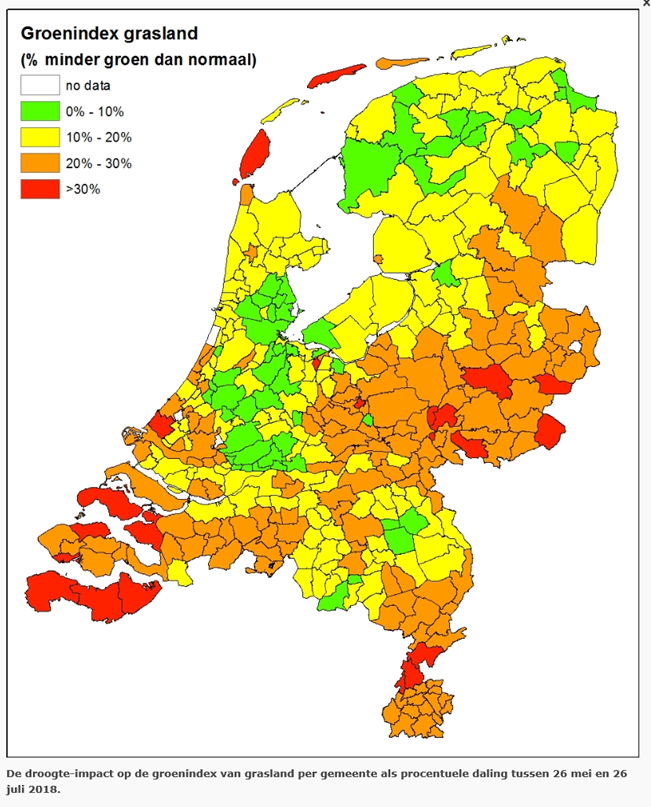 x
Groenindex grasland
(% minder groen dan normaal)
no data
0% - 10%
10% - 20%
20% - 30%
>30%
De droogte-impact op de groenindex van grasland per gemeente als procentuele daling tussen 26 mei en 26
juli 2018.